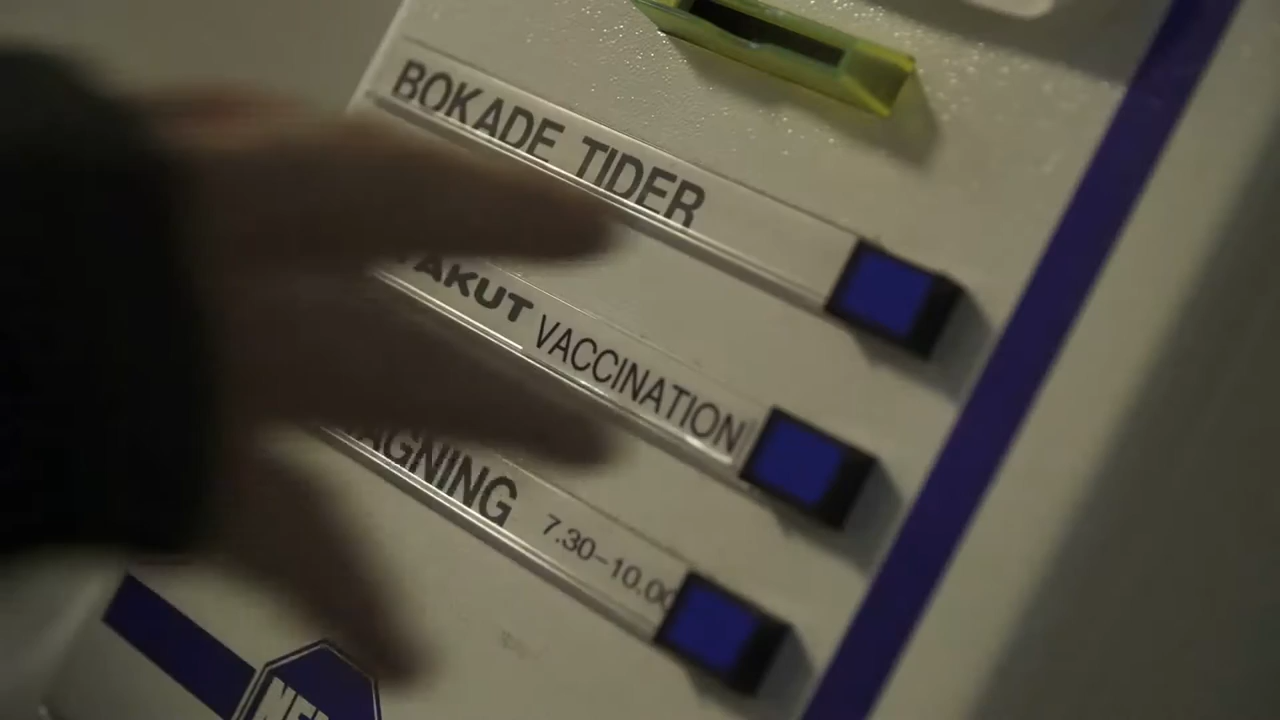 BOKADE TIDER
AKUT VACCINATION
AGNING 7.30-10.00